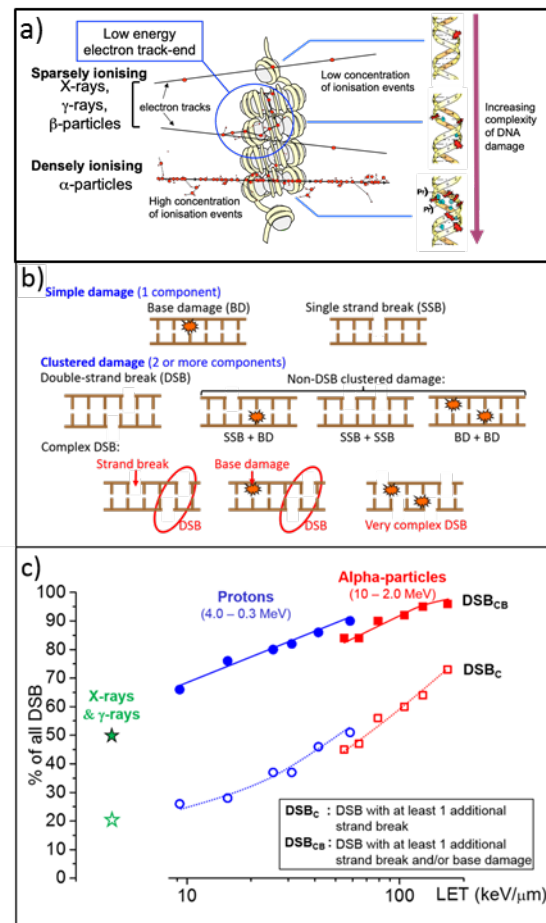 a)
Low energy
electron track-end
Sparsely ionising
X-rays,
γ-rays,
β-particles
electron tracks
Low concentration
of ionisation events
Densely ionising
α-particles
High concentration
of ionisation events
Increasing
complexity
of DNA
damage
Pr
Pr
b)
Simple damage (1 component)
Base damage (BD)
Single strand break (SSB)
Clustered damage (2 or more components)
Double-strand break (DSB)
Non-DSB clustered damage:
SSB + BD
SSB + SSB
BD + BD
Complex DSB:
Strand break
Base damage
DSB
DSB
Very complex DSB
c)
% of all DSB
100
90
80
70
60
50
40
30
20
10
0
X-rays
& γ-rays
Protons
(4.0 – 0.3 MeV)
Alpha-particles
(10 – 2.0 MeV)
DSBCB
DSBC
DSBC : DSB with at least 1 additional
strand break
DSBCB : DSB with at least 1 additional
strand break and/or base damage
10
100
LET (keV/μm)